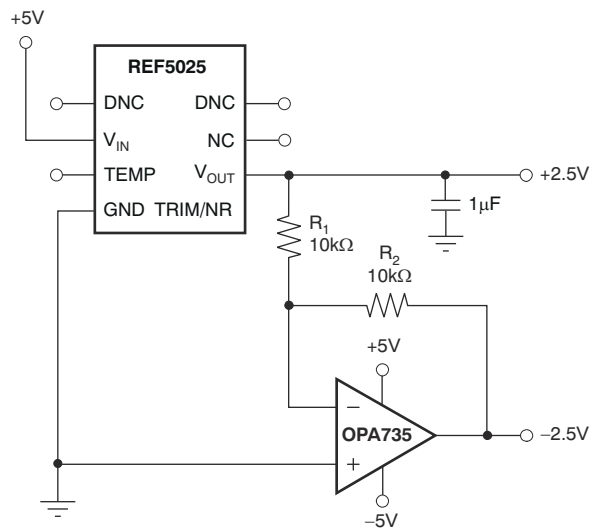 +5V
REF5025
DNC DNC
V_IN NC
TEMP V_OUT
+2.5V
GND TRIM/NR
1µF
R_1
10kΩ
R_2
10kΩ
+5V
−
OPA735
−2.5V
+
−5V